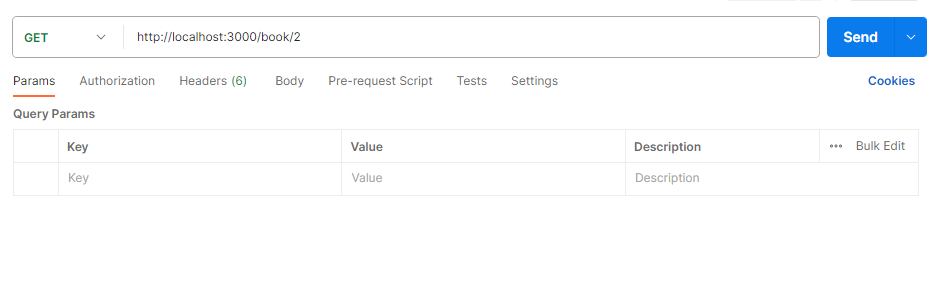 GET http://localhost:3000/book/2 Send
Params Authorization Headers (6) Body Pre-request Script Tests Settings Cookies
Query Params
Key Value Description ••• Bulk Edit
Key Value Description